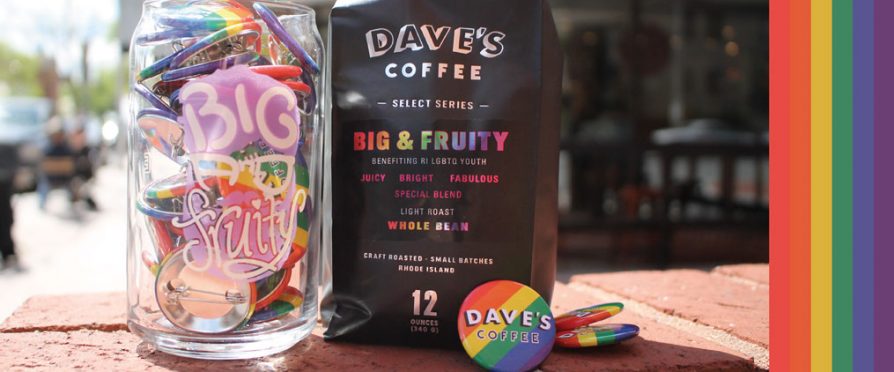 BIG
fruity
DAVE'S
COFFEE
— SELECT SERIES —
BIG & FRUITY
BENEFITING RI LGBTQ YOUTH
JUICY BRIGHT FABULOUS
SPECIAL BLEND
LIGHT ROAST
WHOLE BEAN
CRAFT ROASTED - SMALL BATCHES
RHODE ISLAND
12
OUNCES
(340 G)
DAVE'S
COFFEE